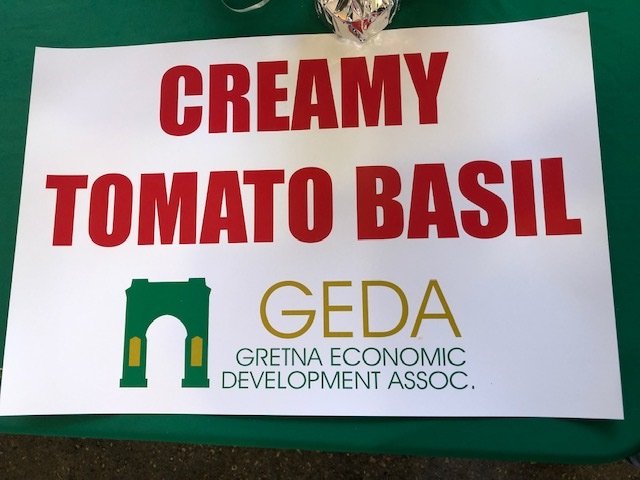 CREAMY
TOMATO BASIL
GEDA
GRETNA ECONOMIC
DEVELOPMENT ASSOC.